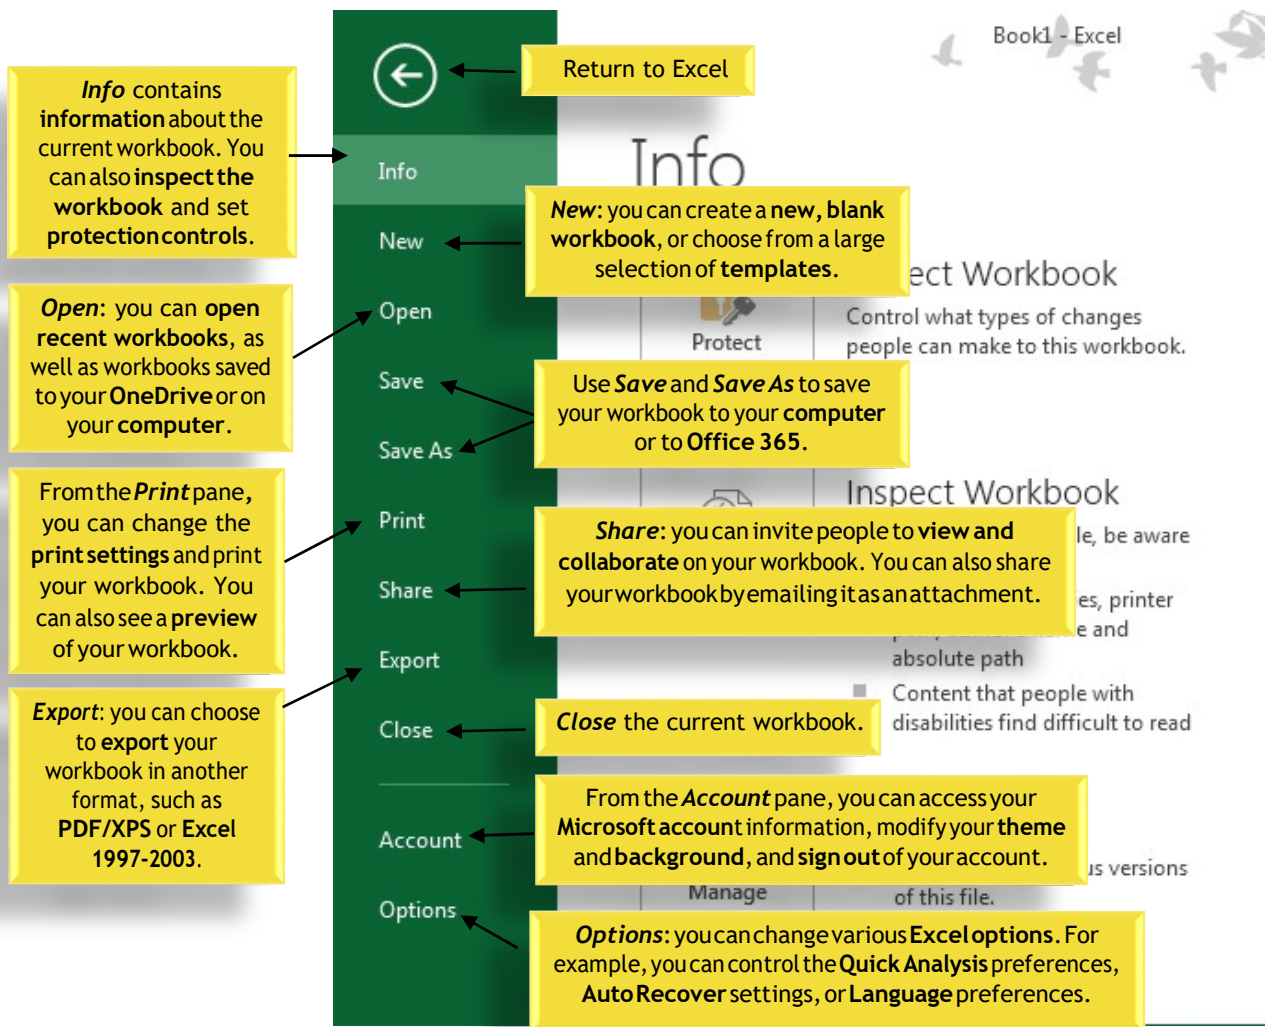 Book1 - Excel
Return to Excel
Info contains
information about the
current workbook. You
can also inspect the
workbook and set
protection controls.
Info
Info
New: you can create a new, blank
workbook, or choose from a large
selection of templates.
New
ect Workbook
Open: you can open
recent workbooks, as
well as workbooks saved
to your OneDrive or on
your computer.
Open
Protect
Control what types of changes
people can make to this workbook.
Save
Use Save and Save As to save
your workbook to your computer
or to Office 365.
Save As
From the Print pane,
you can change the
print settings and print
your workbook. You
can also see a preview
of your workbook.
Inspect Workbook
Print
Share: you can invite people to view and
collaborate on your workbook. You can also share
your workbook by emailing it as an attachment.
le, be aware
Share
ies, printer
e and
absolute path
Export
Content that people with
disabilities find difficult to read
Export: you can choose
to export your
workbook in another
format, such as
PDF/XPS or Excel
1997-2003.
Close
Close the current workbook.
From the Account pane, you can access your
Microsoft account information, modify your theme
and background, and sign out of your account.
Account
us versions
of this file.
Manage
Options
Options: you can change various Excel options. For
example, you can control the Quick Analysis preferences,
AutoRecover settings, or Language preferences.